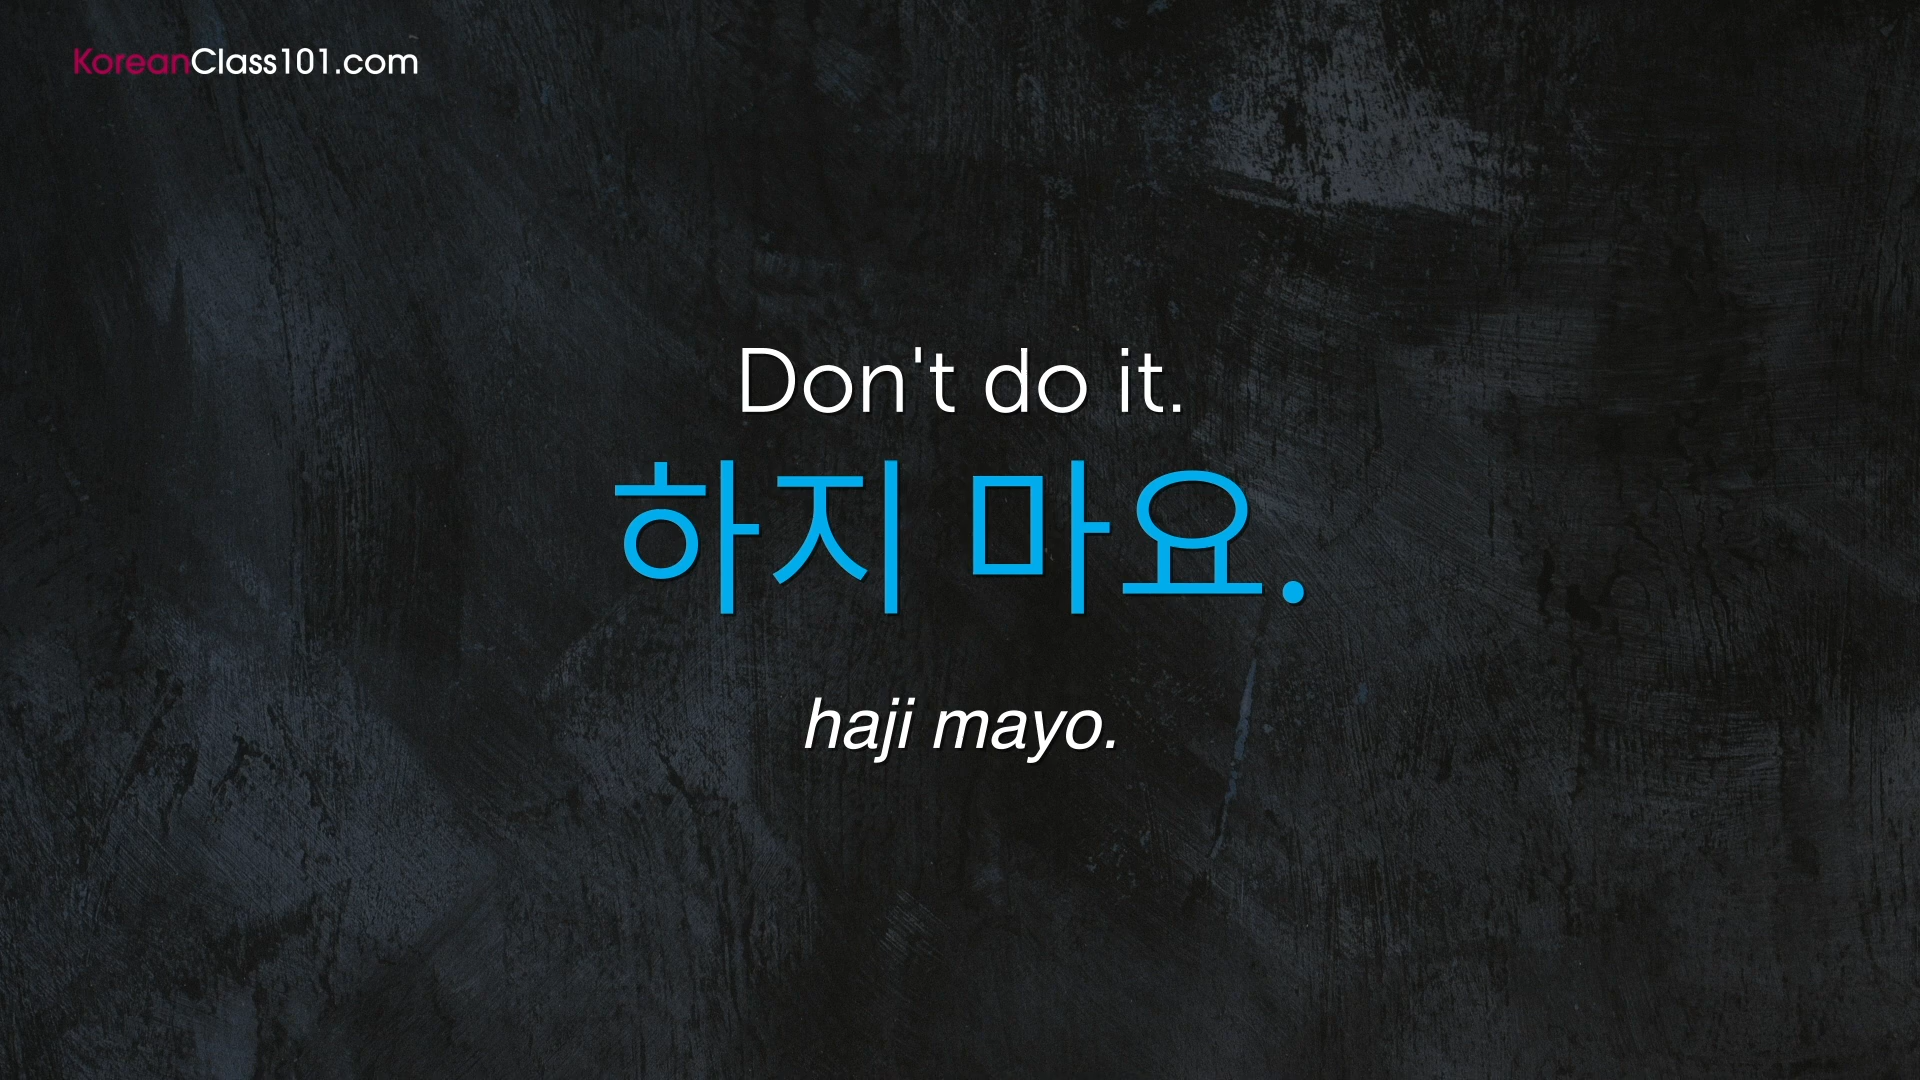 KoreanClass101.com
Don't do it.
하지 마요.
haji mayo.